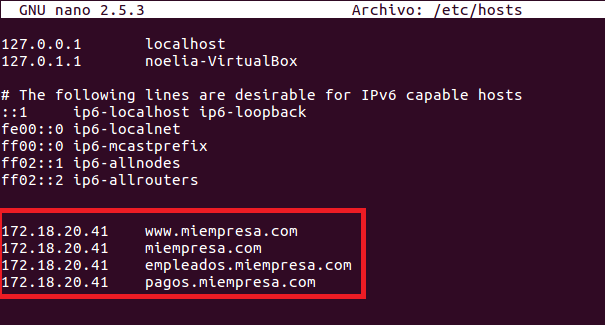 GNU nano 2.5.3 Archivo: /etc/hosts
127.0.0.1 localhost
127.0.1.1 noelia-VirtualBox
# The following lines are desirable for IPv6 capable hosts
::1 ip6-localhost ip6-loopback
fe00::0 ip6-localnet
ff00::0 ip6-mcastprefix
ff02::1 ip6-allnodes
ff02::2 ip6-allrouters
172.18.20.41 www.miempresa.com
172.18.20.41 miempresa.com
172.18.20.41 empleados.miempresa.com
172.18.20.41 pagos.miempresa.com